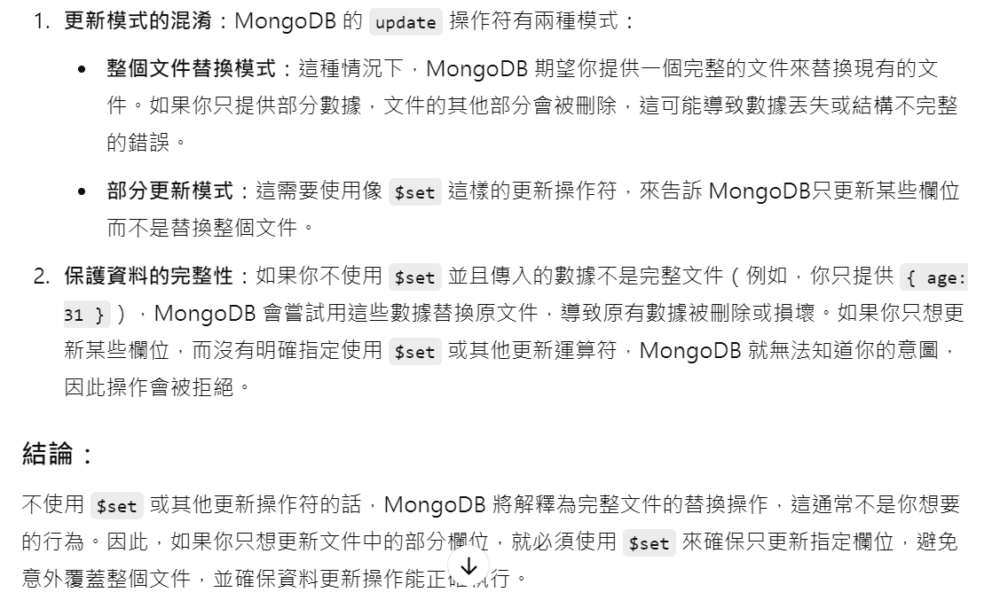 1. 更新模式的混淆：MongoDB 的 update 操作符有兩種模式：
• 整個文件替換模式：這種情況下，MongoDB 期望你提供一個完整的文件來替換現有的文
件。如果你只提供部分數據，文件的其他部分會被刪除，這可能導致數據丟失或結構不完整
的錯誤。
• 部分更新模式：這需要使用像 $set 這樣的更新操作符，來告訴 MongoDB只更新某些欄位
而不是替換整個文件。
2. 保護資料的完整性：如果你不使用 $set 並且傳入的數據不是完整文件（例如，你只提供 { age:
31 }），MongoDB 會嘗試用這些數據替換原文件，導致原有數據被刪除或損壞。如果你只想更
新某些欄位，而沒有明確指定使用 $set 或其他更新運算符，MongoDB 就無法知道你的意圖，
因此操作會被拒絕。
結論：
不使用 $set 或其他更新操作符的話，MongoDB 將解釋為完整文件的替換操作，這通常不是你想要
的行為。因此，如果你只想更新文件中的部分欄位，就必須使用 $set 來確保只更新指定欄位，避免
意外覆蓋整個文件，並確保資料更新操作能正確執行。